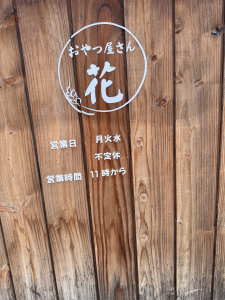 おやつ屋さん
花
営業日 月火水
不定休
営業時間 11時から